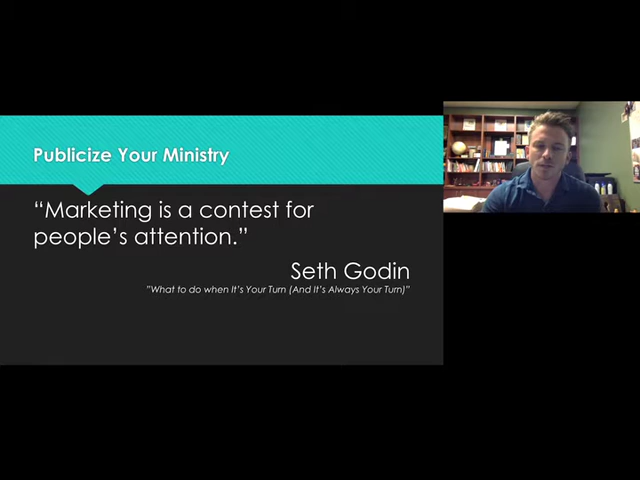 Publicize Your Ministry
“Marketing is a contest for
people’s attention.”
Seth Godin
"What to do when It’s Your Turn (And It’s Always Your Turn)"